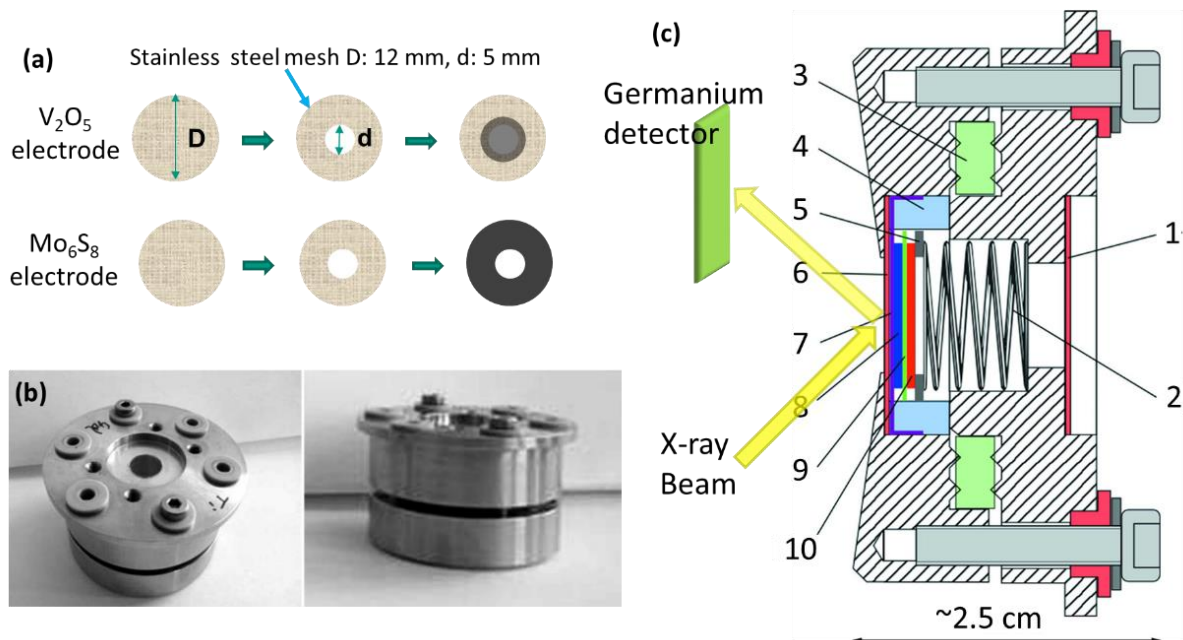 (a)
Stainless steel mesh D: 12 mm, d: 5 mm
V₂O₅
electrode
D
d
Mo₆S₈
electrode
(b)
Ti
(c)
Germanium
detector
X-ray
Beam
3
4
5
6
7
8
9
10
1
2
~2.5 cm